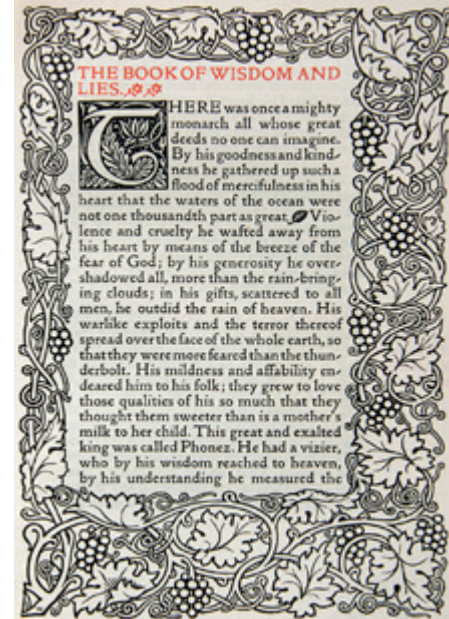 THE BOOK OF WISDOM AND
LIES.
THERE was once a mighty
monarch all whose great
deeds no one can imagine.
By his goodness and kind-
ness he gathered up such a
flood of mercifulness in his
heart that the waters of the ocean were
not one thousandth part as great. Vio-
lence and cruelty he wafted away from
his heart by means of the breeze of the
fear of God; by his generosity he over-
shadowed all, more than the rain-bring-
ing clouds; in his gifts, scattered to all
men, he outdid the rain of heaven. His
warlike exploits and the terror thereof
spread over the face of the whole earth, so
that they were more feared than the thun-
derbolt. His mildness and affability en-
deared him to his folk; they grew to love
those qualities of his so much that they
thought them sweeter than is a mother's
milk to her child. This great and exalted
king was called Phonez. He had a vizier,
who by his wisdom reached to heaven,
by his understanding he measured the